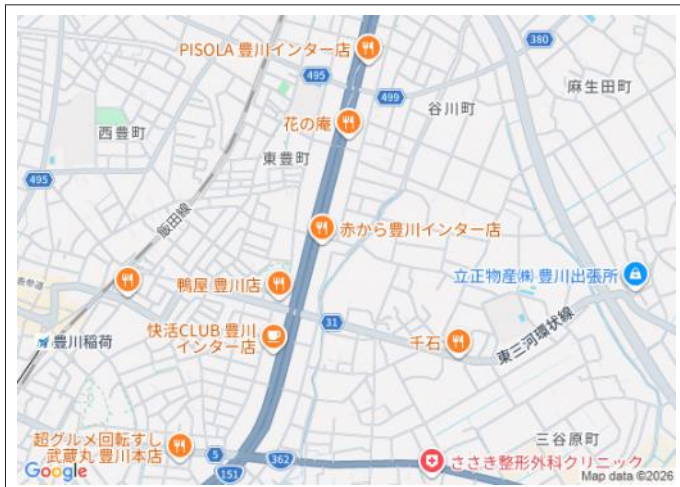 PISOLA 豊川インター店
380
495
麻生田町
499
谷川町
花の庵
西豊町
東豊町
495
飯田線
赤から豊川インター店
鴨屋 豊川店
立正物産㈱ 豊川出張所
31
快活CLUB 豊川
インター店
豊川稲荷
千石
東三河環状線
超グルメ回転すし
武蔵丸 豊川本店
三谷原町
5
362
151
ささき整形外科クリニック
Google
Map data ©2026